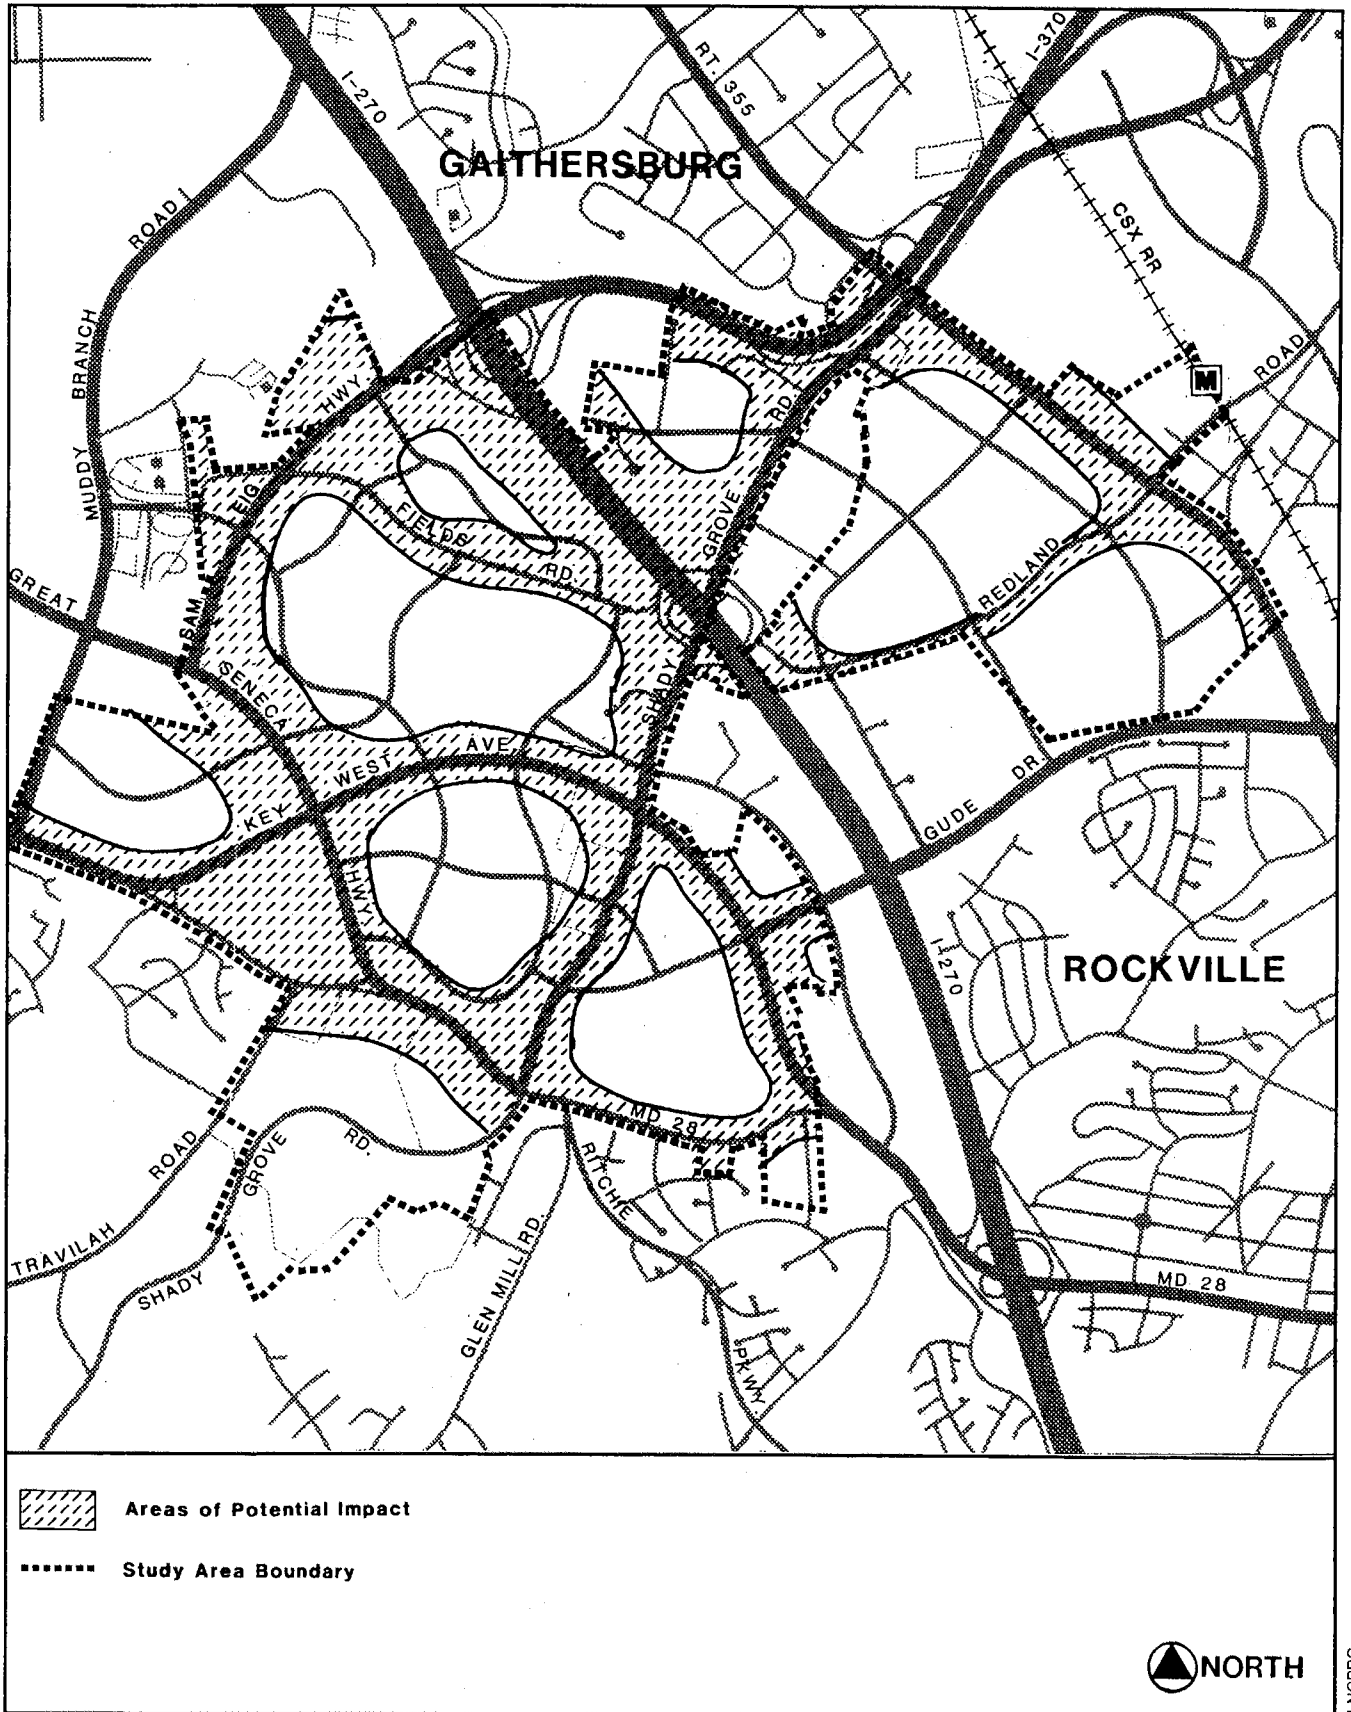 I-370
RT. 355
I-270
GAITHERSBURG
CSX RR
ROAD
MUDDY BRANCH ROAD
M
SAM EIG HWY
FIELDS RD.
SHADY GROVE RD.
REDLAND
ROAD
GREAT SENECA HWY.
KEY WEST AVE
GUDE DR.
I-270
ROCKVILLE
MD 28
RITCHIE PKWY.
GLEN MILL RD.
TRAVILAH ROAD
SHADY GROVE RD.
MD 28
Areas of Potential Impact
Study Area Boundary
NORTH